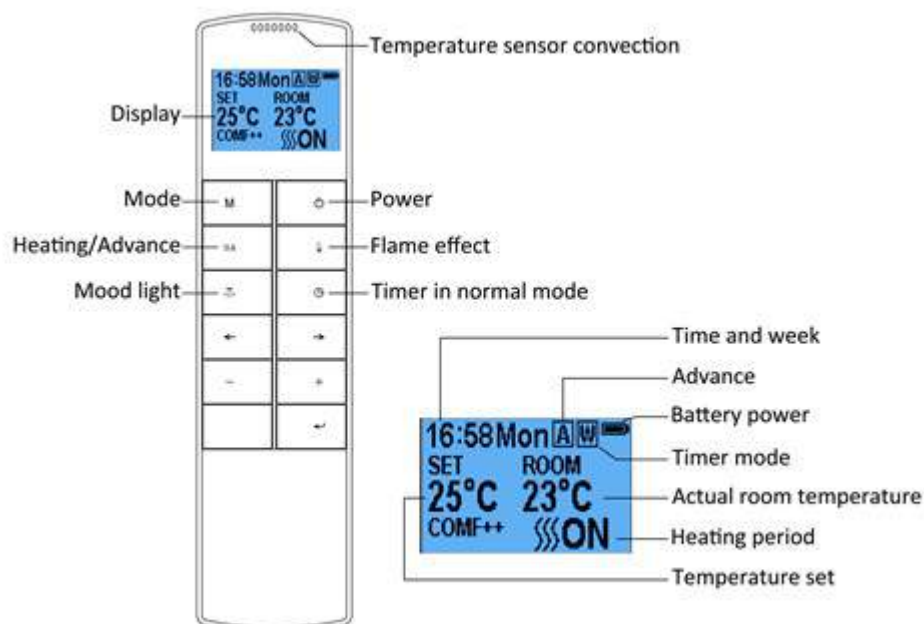 Temperature sensor convection
16:58Mon A W
SET ROOM
25°C 23°C
COMF++ ON
Display
Mode
M
Power
Heating/Advance
Flame effect
Mood light
Timer in normal mode
← →
- +
↵
Time and week
Advance
Battery power
16:58Mon A W
Timer mode
SET ROOM
25°C 23°C
Actual room temperature
COMF++ ON
Heating period
Temperature set